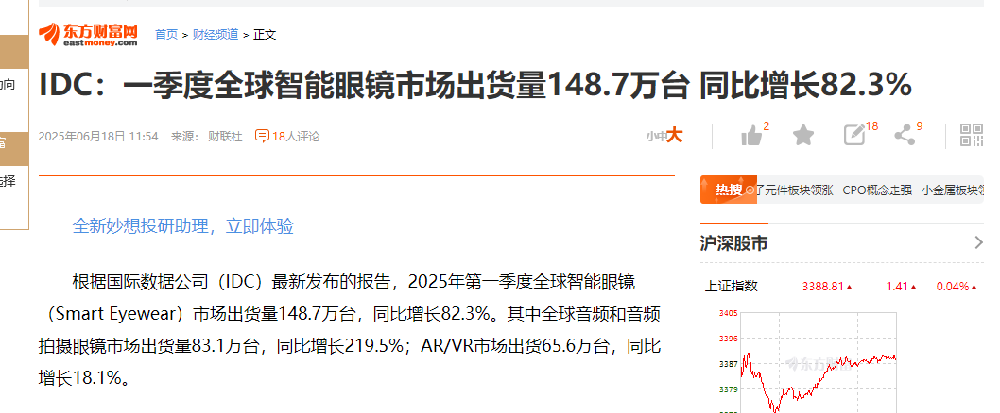 东方财富网
eastmoney.com
首页 > 财经频道 > 正文
IDC：一季度全球智能眼镜市场出货量148.7万台 同比增长82.3%
2025年06月18日 11:54 来源： 财联社 18人评论
小 中 大
2
18
9
向
富
选择
热搜 子元件板块领涨 CPO概念走强 小金属板块领
全新妙想投研助理，立即体验
沪深股市
根据国际数据公司（IDC）最新发布的报告，2025年第一季度全球智能眼镜
（Smart Eyewear）市场出货量148.7万台，同比增长82.3%。其中全球音频和音频
拍摄眼镜市场出货量83.1万台，同比增长219.5%；AR/VR市场出货65.6万台，同比
增长18.1%。
上证指数 3388.81 1.41 0.04%
3405
3396
3387
3379
东方财富